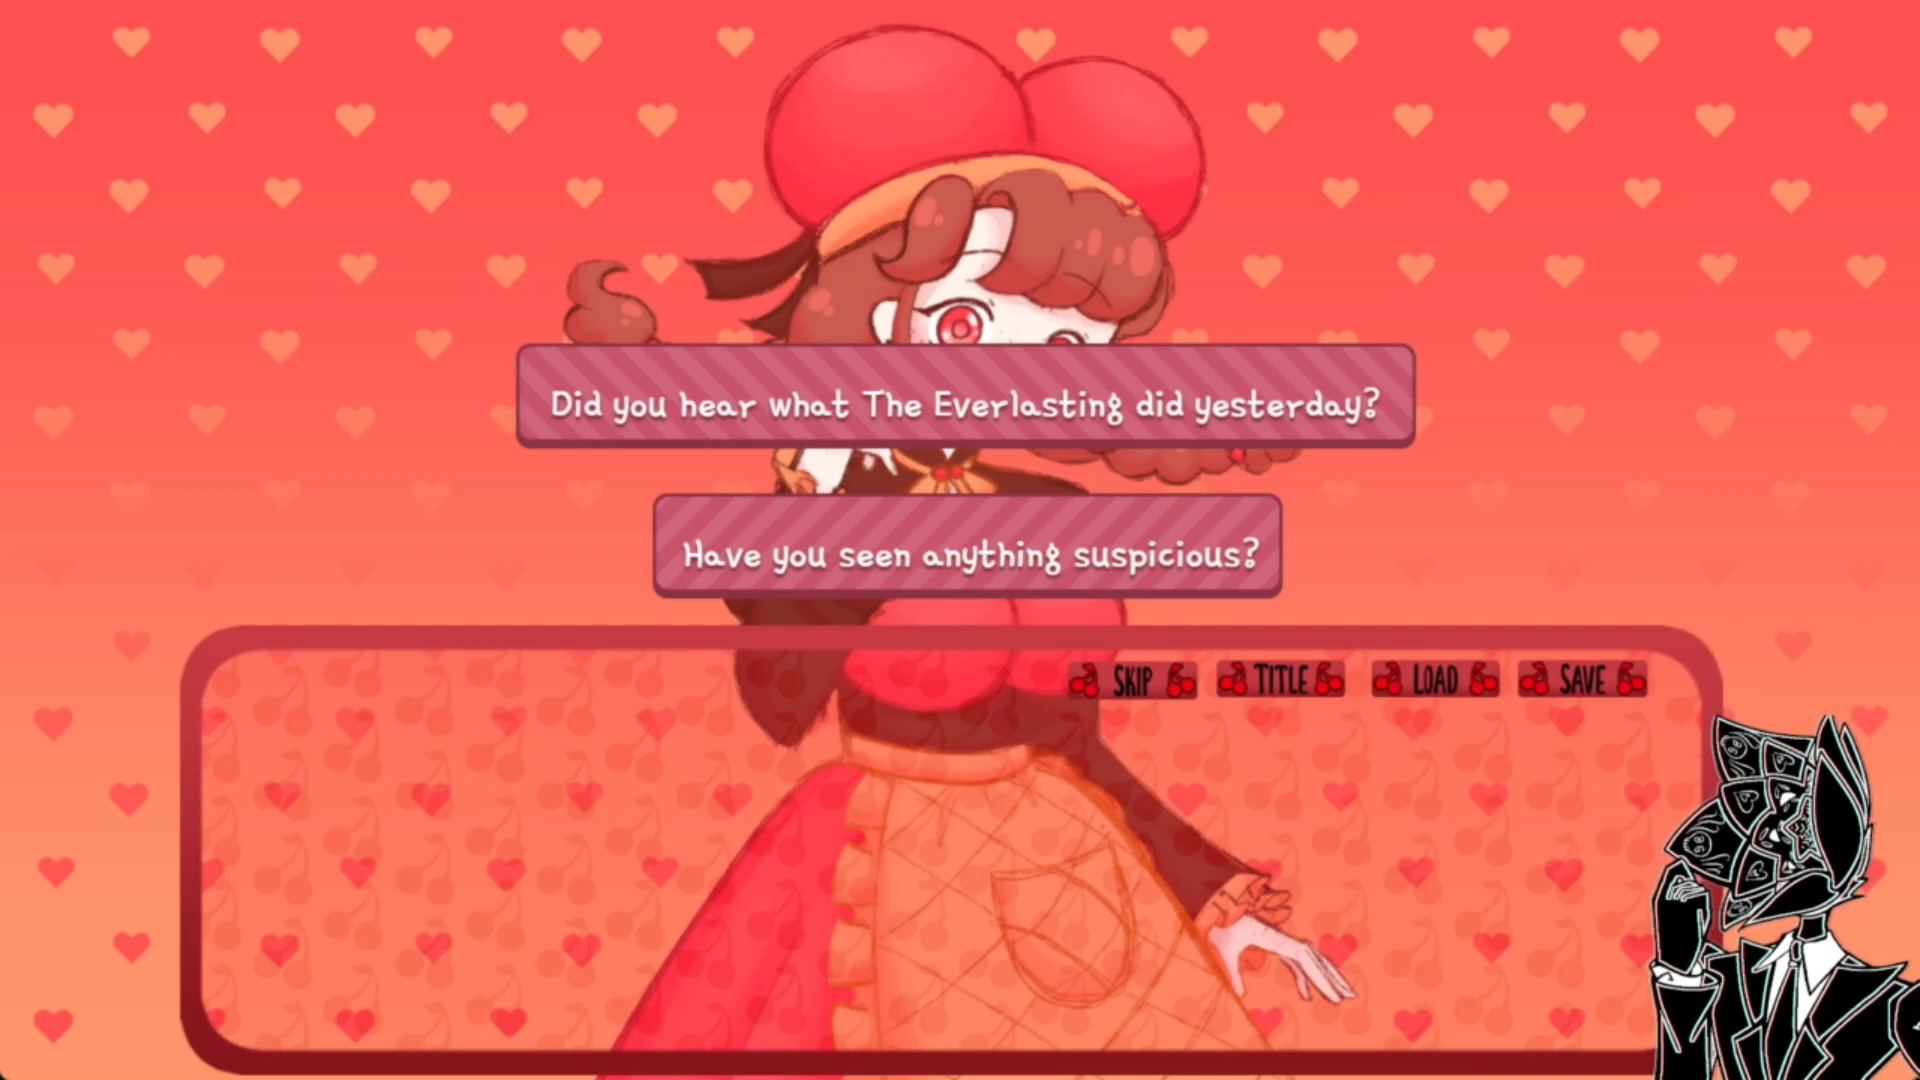 Did you hear what The Everlasting did yesterday?
Have you seen anything suspicious?
SKIP
TITLE
LOAD
SAVE